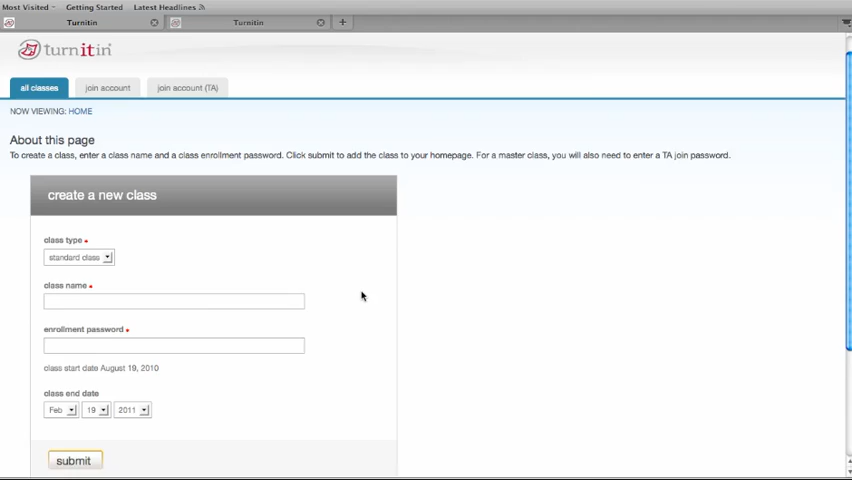 Most Visited Getting Started Latest Headlines
Turnitin Turnitin
turnitin
all classes join account join account (TA)
NOW VIEWING: HOME
About this page
To create a class, enter a class name and a class enrollment password. Click submit to add the class to your homepage. For a master class, you will also need to enter a TA join password.
create a new class
class type
standard class
class name
enrollment password
class start date August 19, 2010
class end date
Feb 19 2011
submit